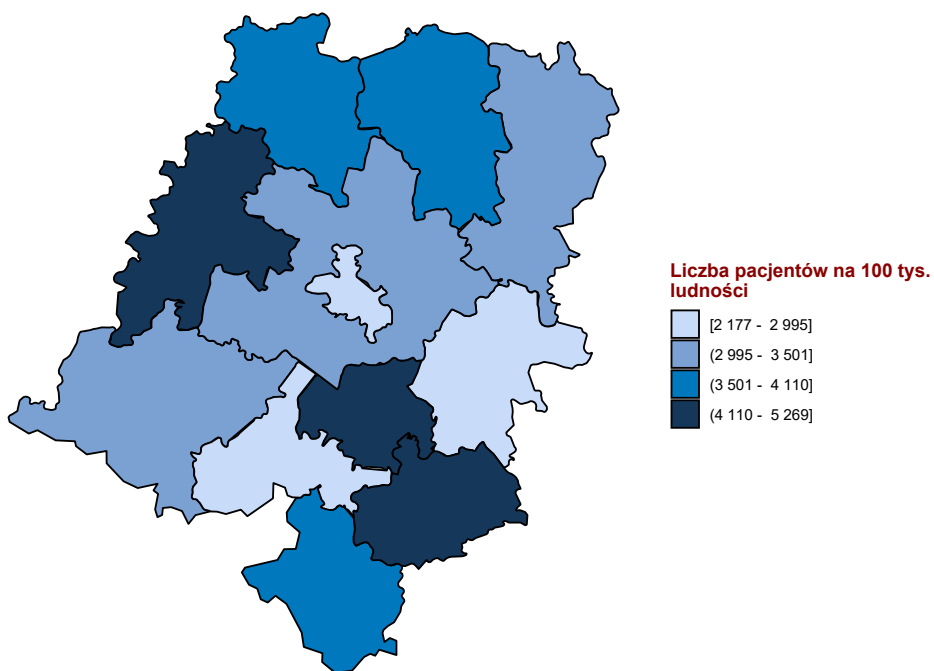 Liczba pacjentów na 100 tys.
ludności
[2 177 - 2 995]
(2 995 - 3 501]
(3 501 - 4 110]
(4 110 - 5 269]